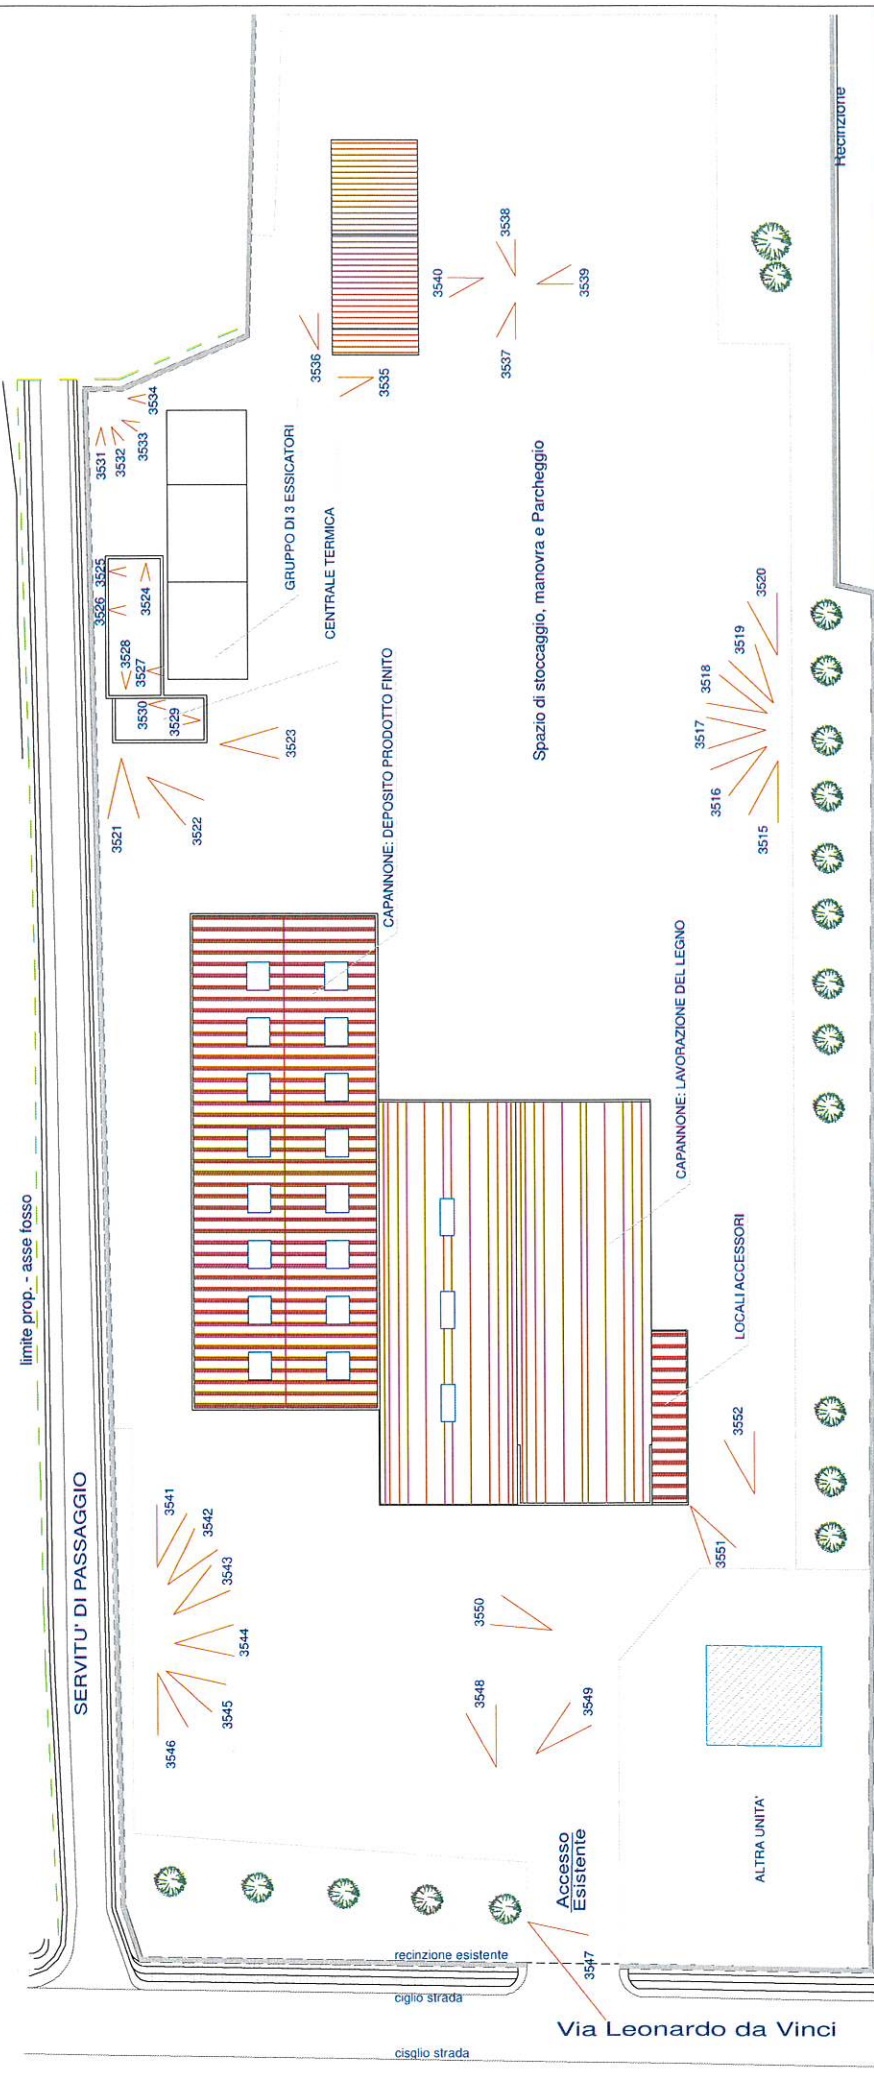 Recinzione
3538
3540
3539
3537
3536
3535
3534
3533
3532
3531
GRUPPO DI 3 ESSICATORI
CENTRALE TERMICA
3525
3526
3524
3528
3527
3530
3529
3523
3521
3522
Spazio di stoccaggio, manovra e Parcheggio
3520
3519
3518
3517
3516
3515
CAPANNONE: DEPOSITO PRODOTTO FINITO
CAPANNONE: LAVORAZIONE DEL LEGNO
LOCALI ACCESSORI
limite prop. - asse fosso
SERVITU' DI PASSAGGIO
3552
3551
3541
3542
3543
3544
3545
3546
3550
3548
3549
ALTRA UNITA'
Accesso
Esistente
3547
recinzione esistente
ciglio strada
Via Leonardo da Vinci
cisglio strada